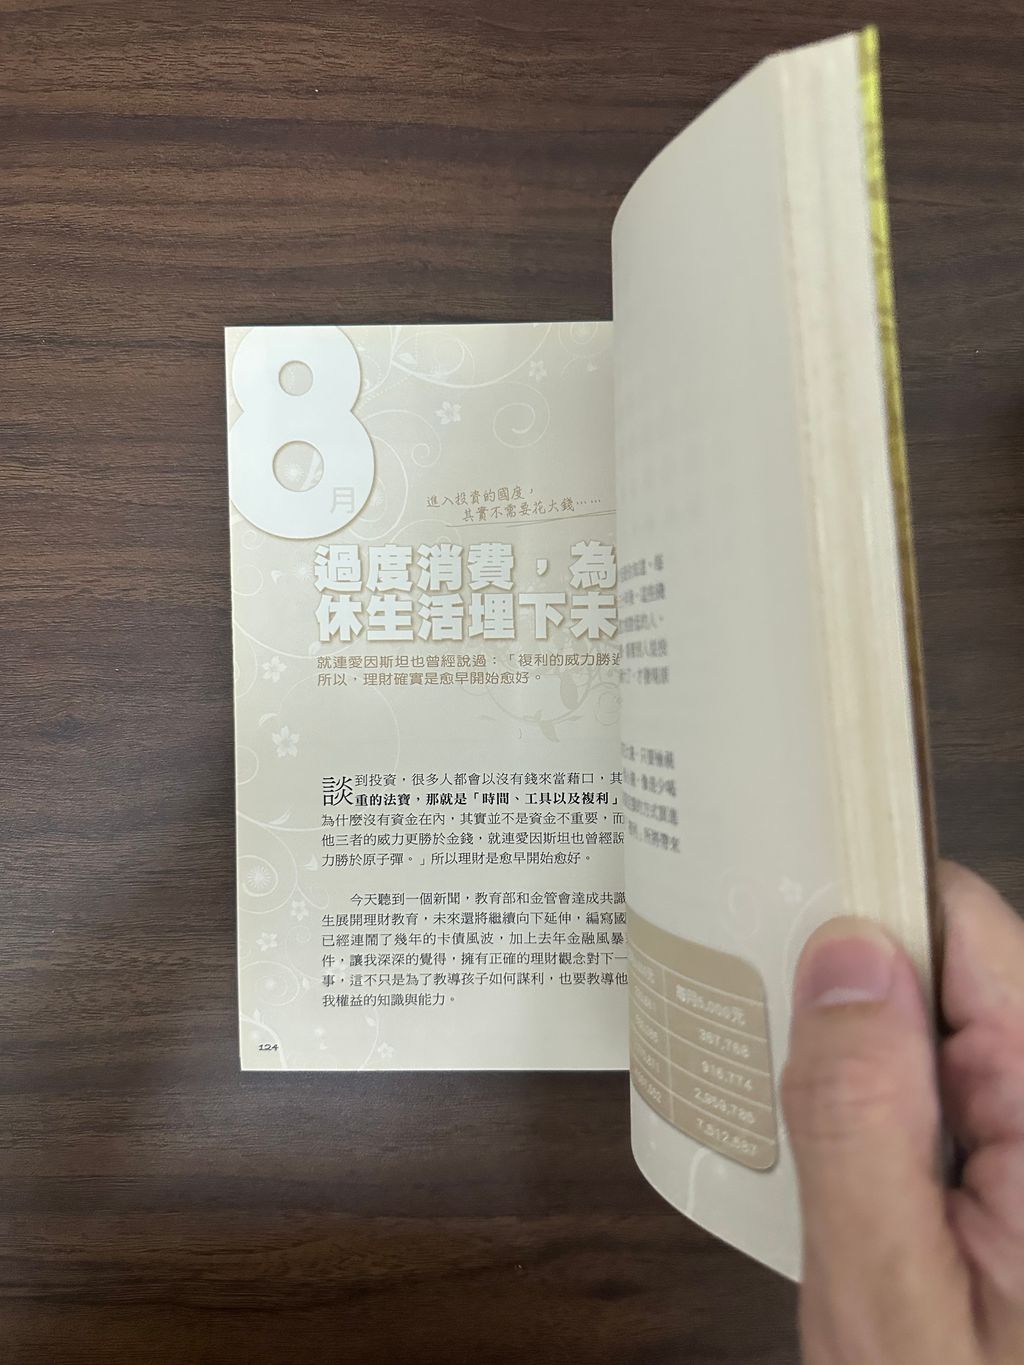 8
月
進入投資的國度，
其實不需要花大錢……
過度消費，為
休生活埋下未
就連愛因斯坦也曾經說過：「複利的威力勝
所以，理財確實是愈早開始愈好。
談到投資，很多人都會以沒有錢來當藉口，其
重的法寶，那就是「時間、工具以及複利」
為什麼沒有資金在內，其實並不是資金不重要，而
他三者的威力更勝於金錢，就連愛因斯坦也曾經說
力勝於原子彈。」所以理財是愈早開始愈好。
今天聽到一個新聞，教育部和金管會達成共識
生展開理財教育，未來還將繼續向下延伸，編寫國
已經連鬧了幾年的卡債風波，加上去年金融風暴
件，讓我深深的覺得，擁有正確的理財觀念對下一
事，這不只是為了教導孩子如何謀利，也要教導他
我權益的知識與能力。
124
每月5,000元
367,768
916,774
2,959,785
7,512,587